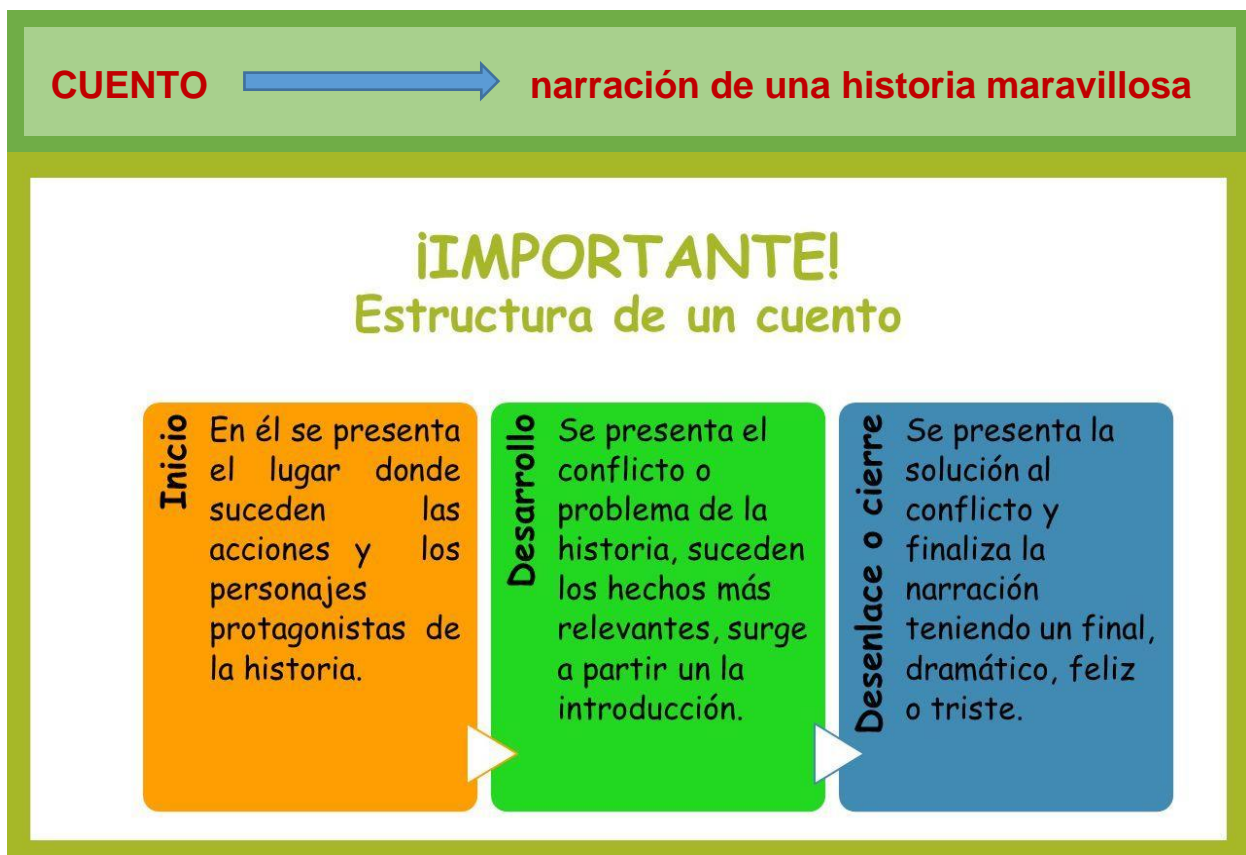 CUENTO narración de una historia maravillosa
¡IMPORTANTE!
Estructura de un cuento
Inicio
En él se presenta
el lugar donde
suceden las
acciones y los
personajes
protagonistas de
la historia.
Desarrollo
Se presenta el
conflicto o
problema de la
historia, suceden
los hechos más
relevantes, surge
a partir un la
introducción.
Desenlace o cierre
Se presenta la
solución al
conflicto y
finaliza la
narración
teniendo un final,
dramático, feliz
o triste.